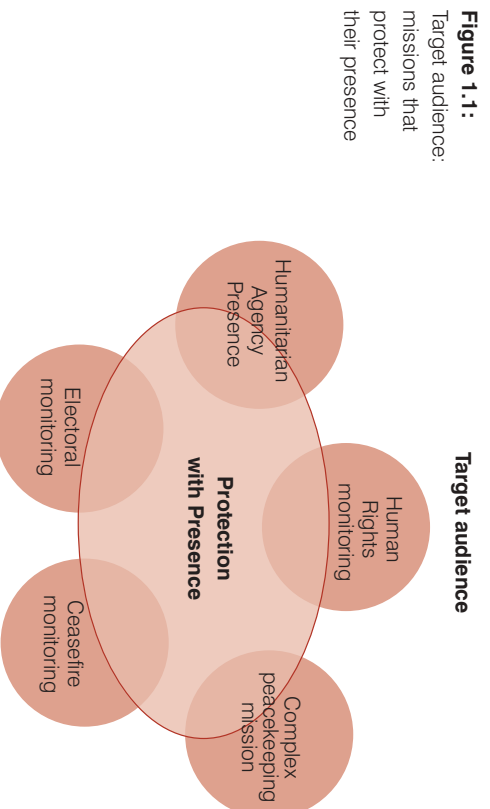 Figure 1.1:
Target audience:
missions that
protect with
their presence
Target audience
Human
Rights
monitoring
Humanitarian
Agency
Presence
Complex
peacekeeping
mission
Protection
with Presence
Electoral
monitoring
Ceasefire
monitoring